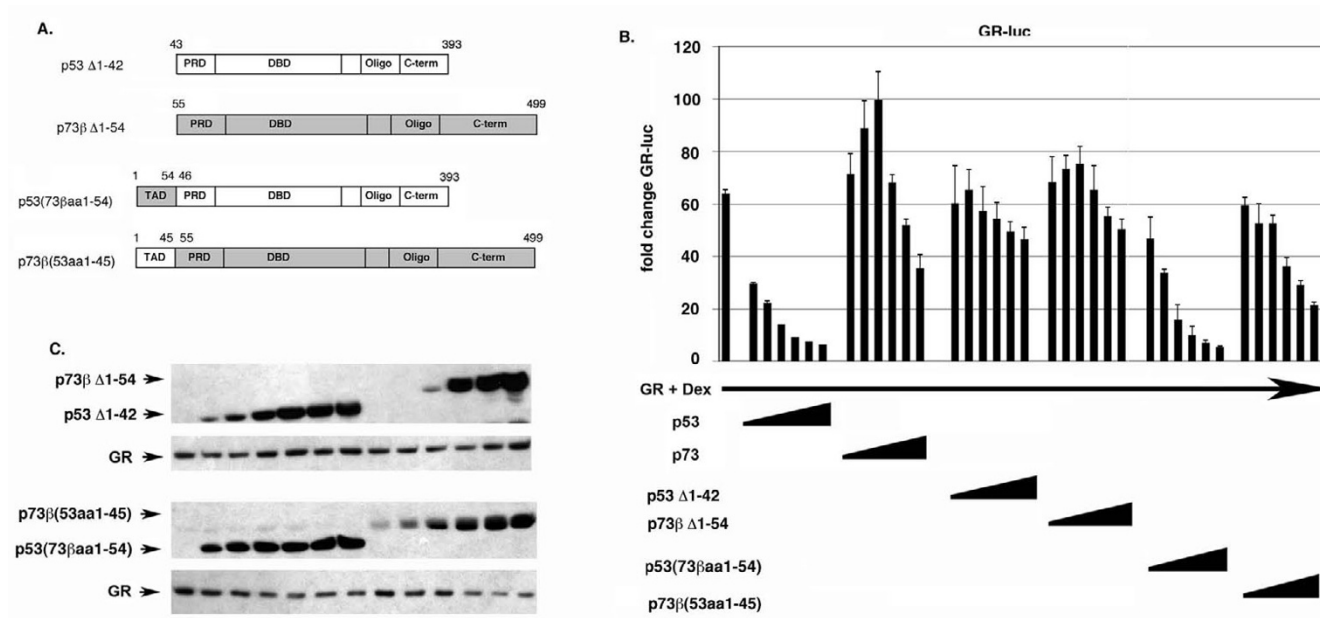 A.
43 393
p53 Δ1-42 PRD DBD Oligo C-term
55 499
p73β Δ1-54 PRD DBD Oligo C-term
1 54 46 393
p53(73βaa1-54) TAD PRD DBD Oligo C-term
1 45 55 499
p73β(53aa1-45) TAD PRD DBD Oligo C-term
B.
GR-luc
fold change GR-luc
120
100
80
60
40
20
0
GR + Dex
p53
p73
p53 Δ1-42
p73β Δ1-54
p53(73βaa1-54)
p73β(53aa1-45)
C.
p73β Δ1-54
p53 Δ1-42
GR
p73β(53aa1-45)
p53(73βaa1-54)
GR